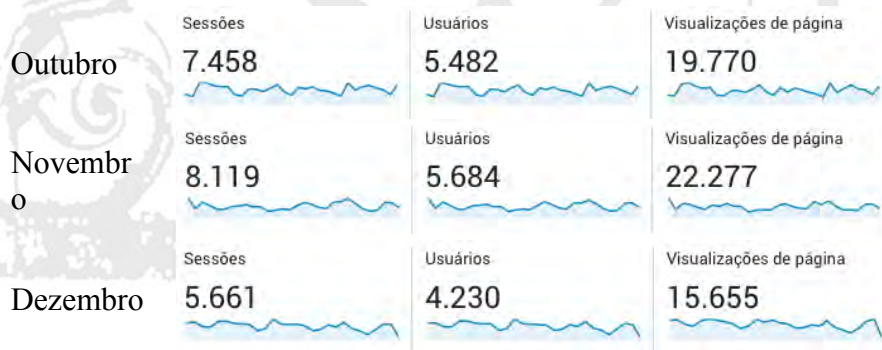 Sessões Usuários Visualizações de página
Outubro 7.458 5.482 19.770
Sessões Usuários Visualizações de página
Novembr
o 8.119 5.684 22.277
Sessões Usuários Visualizações de página
Dezembro 5.661 4.230 15.655